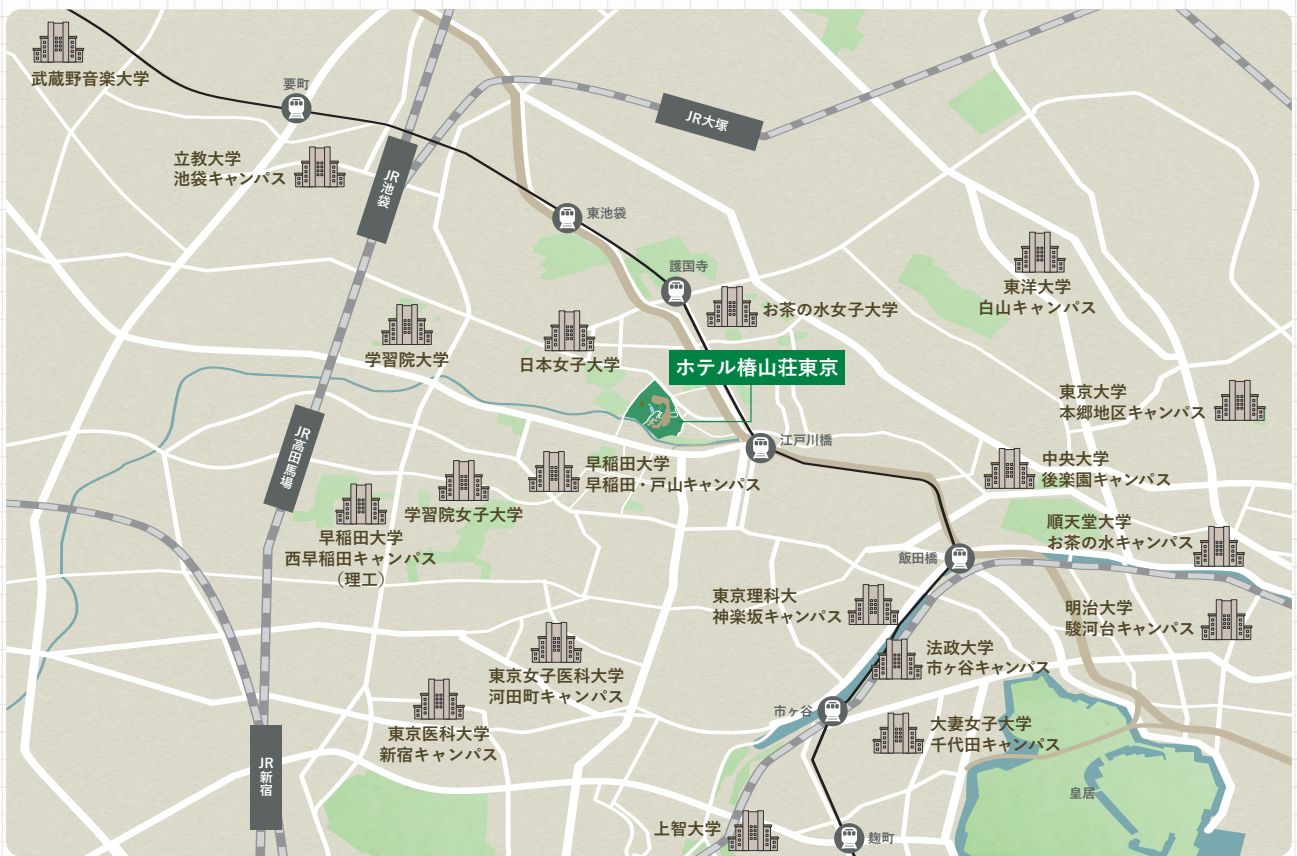 武蔵野音楽大学
要町
JR大塚
立教大学
池袋キャンパス
JR池袋
東池袋
護国寺
お茶の水女子大学
東洋大学
白山キャンパス
学習院大学
日本女子大学
ホテル椿山荘東京
東京大学
本郷地区キャンパス
JR高田馬場
江戸川橋
早稲田大学
早稲田・戸山キャンパス
中央大学
後楽園キャンパス
学習院女子大学
順天堂大学
お茶の水キャンパス
早稲田大学
西早稲田キャンパス
（理工）
飯田橋
東京理科大
神楽坂キャンパス
明治大学
駿河台キャンパス
法政大学
市ヶ谷キャンパス
東京女子医科大学
河田町キャンパス
市ヶ谷
大妻女子大学
千代田キャンパス
東京医科大学
新宿キャンパス
JR新宿
皇居
上智大学
麹町